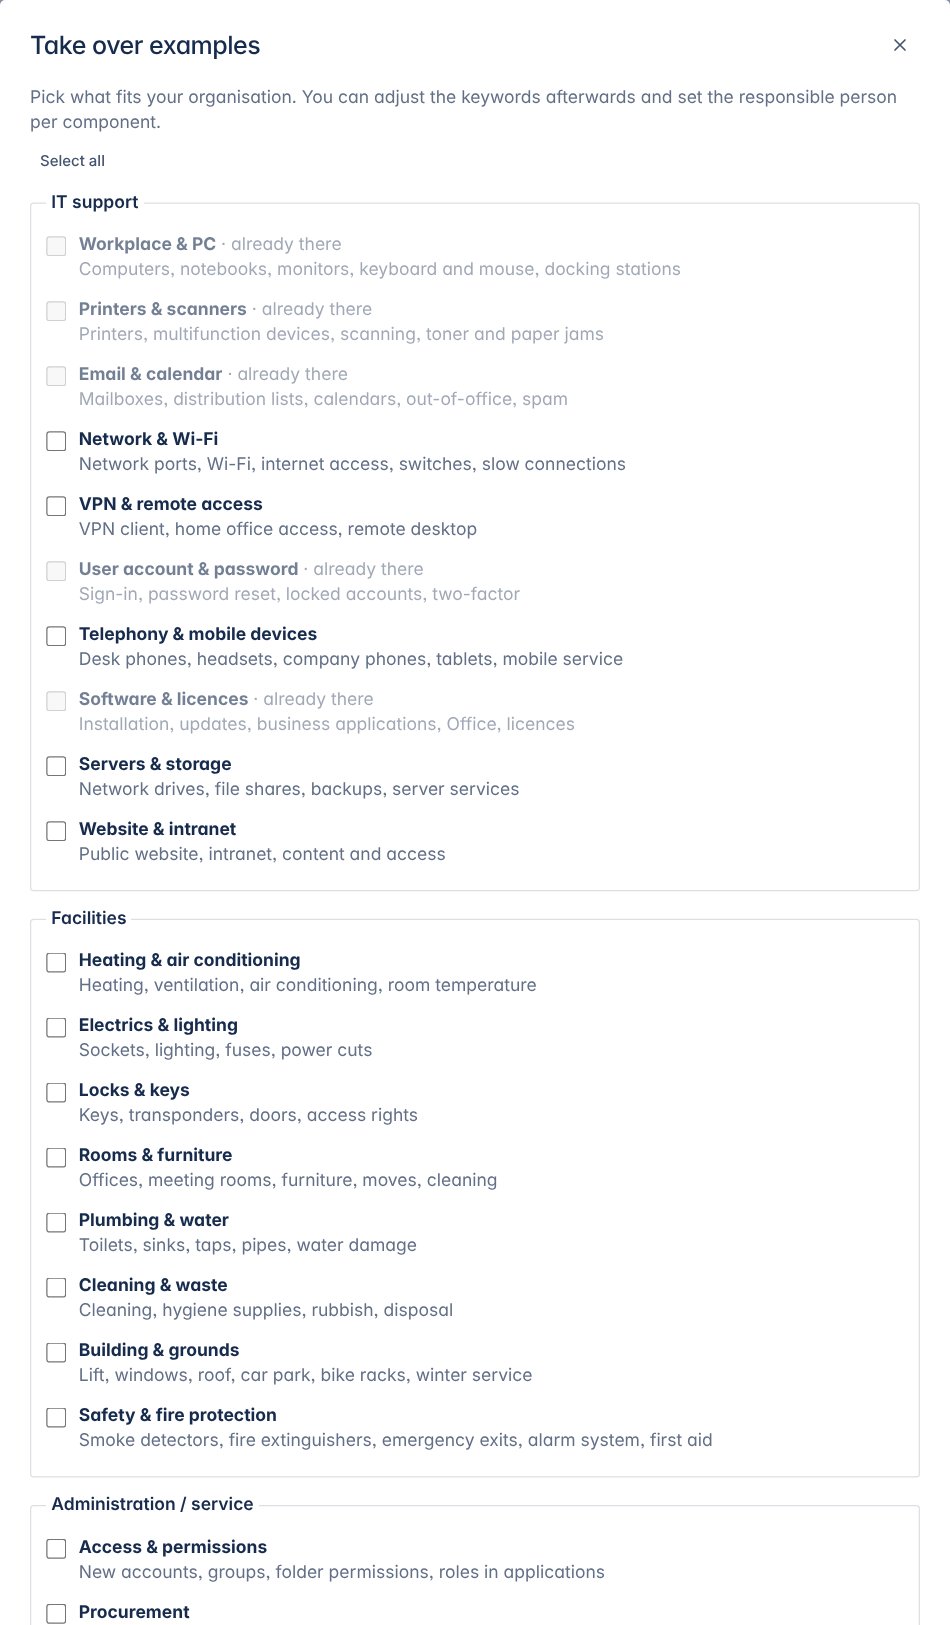 Take over examples
Pick what fits your organisation. You can adjust the keywords afterwards and set the responsible person
per component.
Select all
IT support
Workplace & PC · already there
Computers, notebooks, monitors, keyboard and mouse, docking stations
Printers & scanners · already there
Printers, multifunction devices, scanning, toner and paper jams
Email & calendar · already there
Mailboxes, distribution lists, calendars, out-of-office, spam
Network & Wi-Fi
Network ports, Wi-Fi, internet access, switches, slow connections
VPN & remote access
VPN client, home office access, remote desktop
User account & password · already there
Sign-in, password reset, locked accounts, two-factor
Telephony & mobile devices
Desk phones, headsets, company phones, tablets, mobile service
Software & licences · already there
Installation, updates, business applications, Office, licences
Servers & storage
Network drives, file shares, backups, server services
Website & intranet
Public website, intranet, content and access
Facilities
Heating & air conditioning
Heating, ventilation, air conditioning, room temperature
Electrics & lighting
Sockets, lighting, fuses, power cuts
Locks & keys
Keys, transponders, doors, access rights
Rooms & furniture
Offices, meeting rooms, furniture, moves, cleaning
Plumbing & water
Toilets, sinks, taps, pipes, water damage
Cleaning & waste
Cleaning, hygiene supplies, rubbish, disposal
Building & grounds
Lift, windows, roof, car park, bike racks, winter service
Safety & fire protection
Smoke detectors, fire extinguishers, emergency exits, alarm system, first aid
Administration / service
Access & permissions
New accounts, groups, folder permissions, roles in applications
Procurement